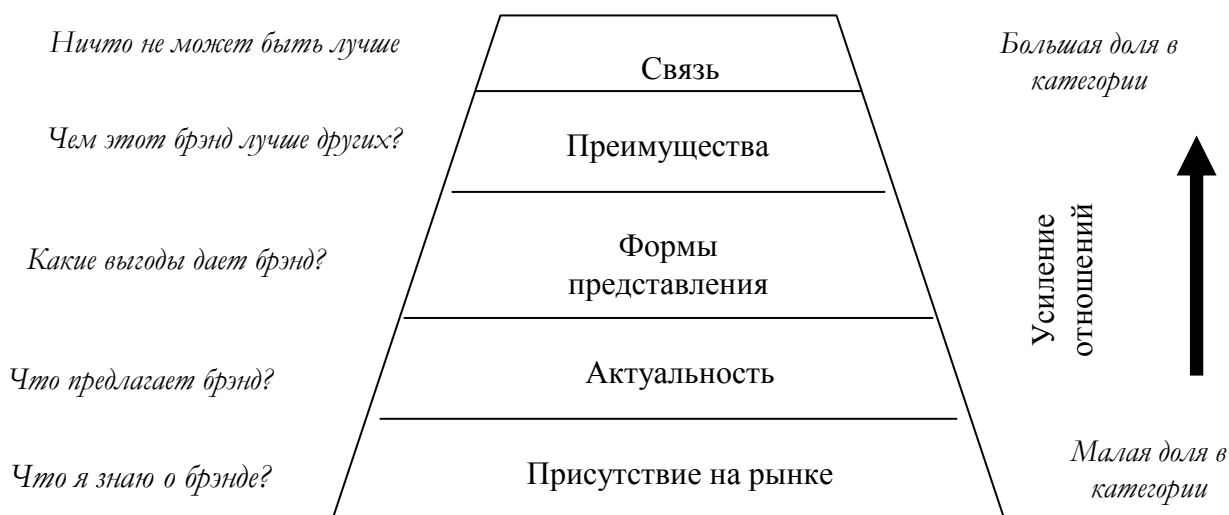 Ничто не может быть лучше
Связь
Большая доля в
категории
Чем этот брэнд лучше других?
Преимущества
Какие выгоды дает брэнд?
Формы
представления
Усиление
отношений
Что предлагает брэнд?
Актуальность
Что я знаю о брэнде?
Присутствие на рынке
Малая доля в
категории